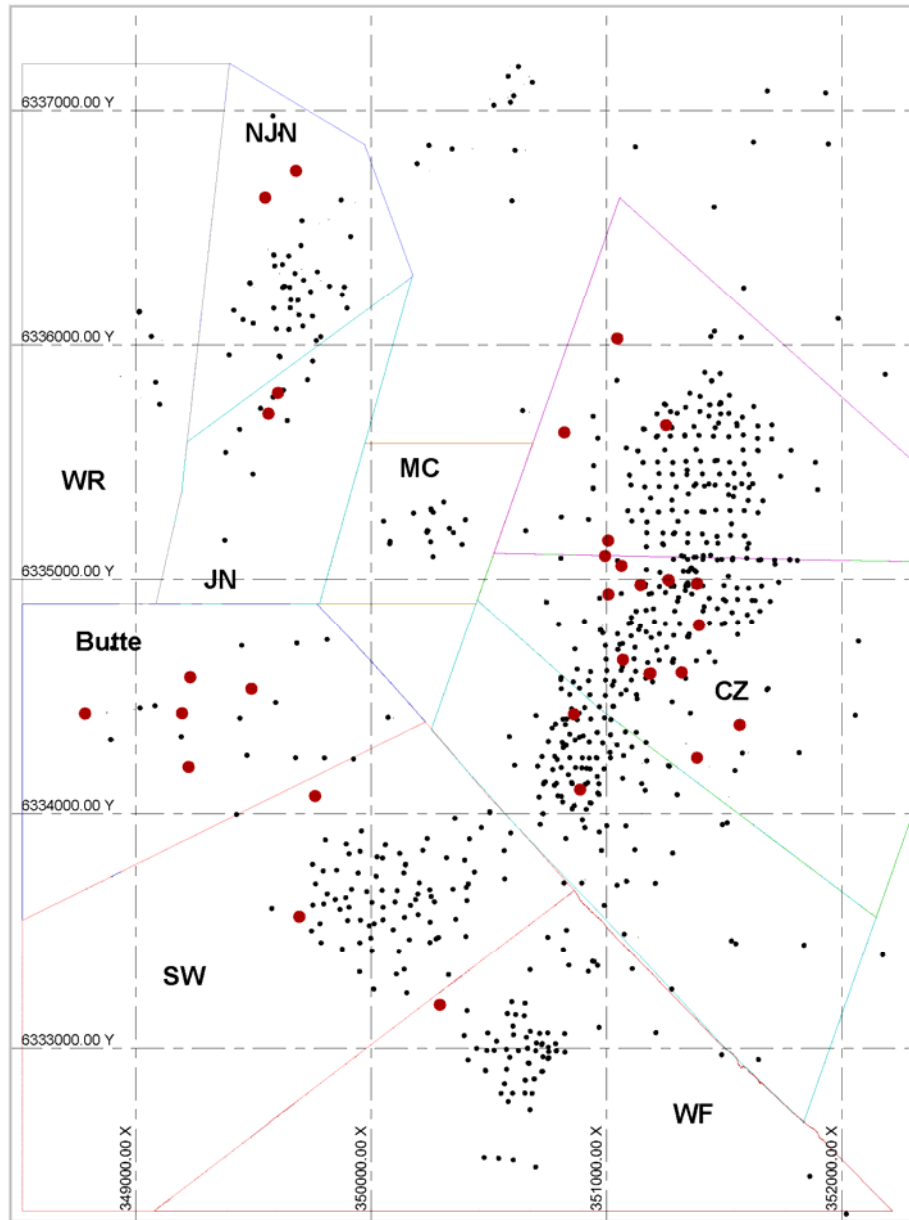 6337000.00 Y
NJN
6336000.00 Y
WR
MC
6335000.00 Y
JN
Butte
CZ
6334000.00 Y
SW
6333000.00 Y
WF
349000.00 X
350000.00 X
351000.00 X
352000.00 X